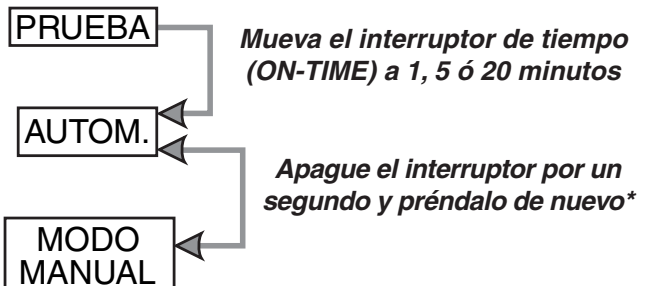 PRUEBA
Mueva el interruptor de tiempo
(ON-TIME) a 1, 5 ó 20 minutos
AUTOM.
Apague el interruptor por un
segundo y préndalo de nuevo*
MODO
MANUAL